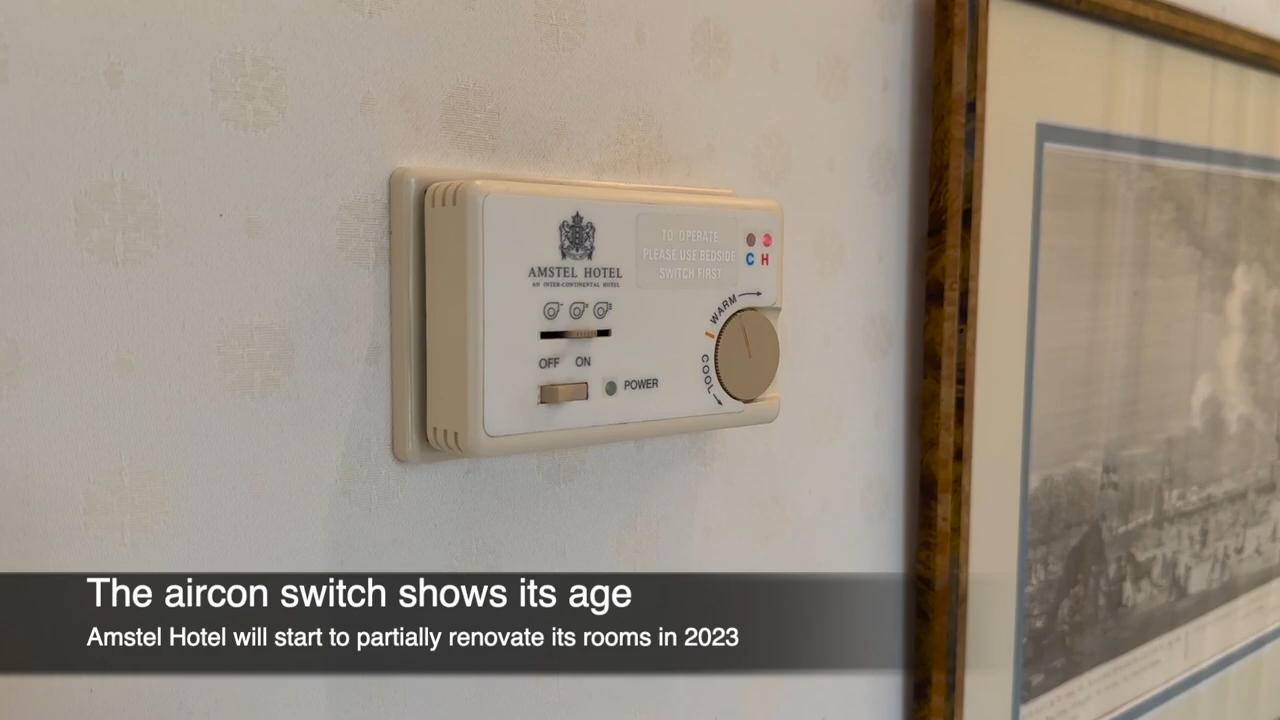 AMSTEL HOTEL
AN INTER-CONTINENTAL HOTEL
TO OPERATE
PLEASE USE BEDSIDE
SWITCH FIRST
C H
WARM
COOL
OFF ON
POWER
The aircon switch shows its age
Amstel Hotel will start to partially renovate its rooms in 2023